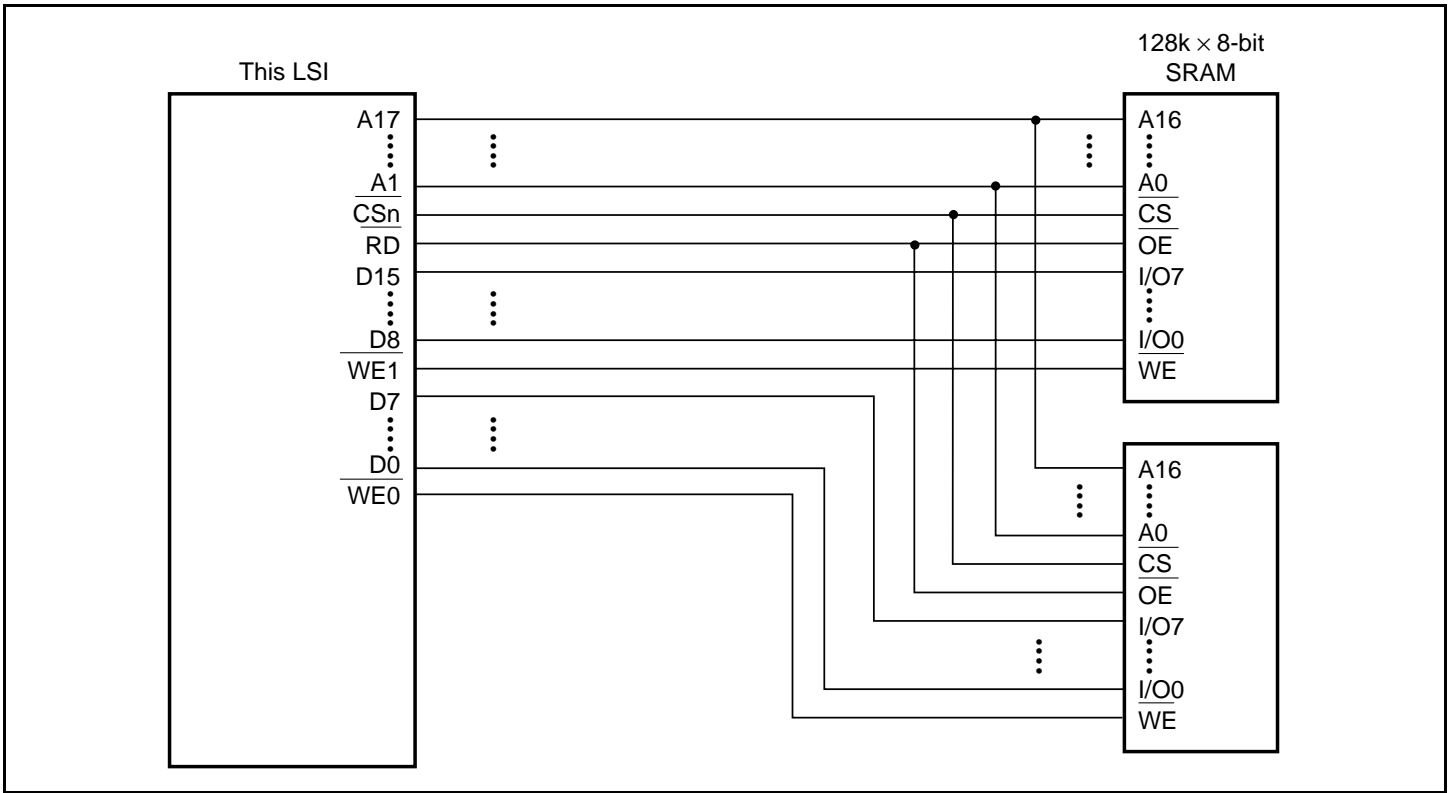 This LSI
A17
A1
CSn
RD
D15
D8
WE1
D7
D0
WE0
128k × 8-bit
SRAM
A16
A0
CS
OE
I/O7
I/O0
WE
A16
A0
CS
OE
I/O7
I/O0
WE